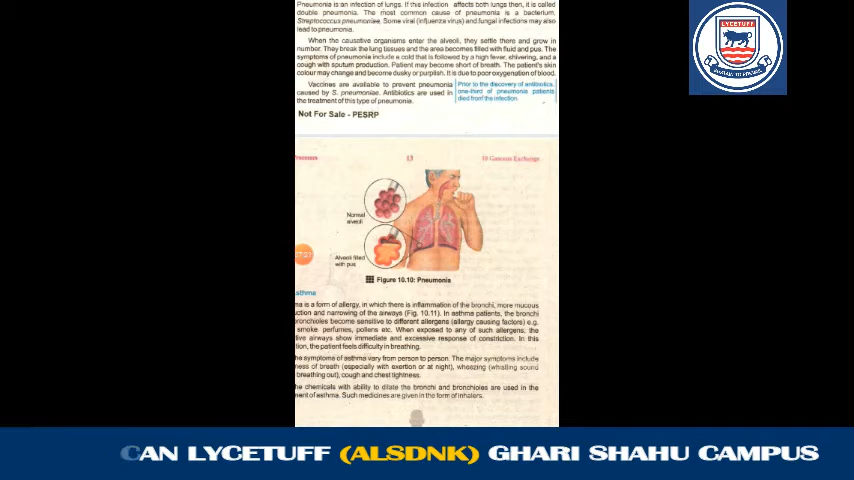 Pneumonia is an infection of lungs. If this infection affects both lungs then, it is called
double pneumonia. The most common cause of pneumonia is a bacterium,
Streptococcus pneumoniae. Some viral (influenza virus) and fungal infections may also
lead to pneumonia.
When the causative organisms enter the alveoli, they settle there and grow in
number. They break the lung tissues and the area becomes filled with fluid and pus. The
symptoms of pneumonia include a cold that is followed by a high fever, shivering, and a
cough with sputum production. Patient may become short of breath. The patient's skin
colour may change and become dusky or purplish. It is due to poor oxygenation of blood.
Vaccines are available to prevent pneumonia
caused by S. pneumoniae. Antibiotics are used in
the treatment of this type of pneumonia.
Prior to the discovery of antibiotics,
one-third of pneumonia patients
died from the infection.
Not For Sale - PESRP
13
10 Gaseous Exchange
Normal
alveoli
Alveoli filled
with pus
Figure 10.10: Pneumonia
sthma
ma is a form of allergy, in which there is inflammation of the bronchi, more mucous
uction and narrowing of the airways (Fig. 10.11). In asthma patients, the bronchi
ronchioles become sensitive to different allergens (allergy causing factors) e.g.
smoke, perfumes, pollens etc. When exposed to any of such allergens, the
tive airways show immediate and excessive response of constriction. In this
tion, the patient feels difficulty in breathing.
he symptoms of asthma vary from person to person. The major symptoms include
ness of breath (especially with exertion or at night), wheezing (whistling sound
breathing out), cough and chest tightness.
he chemicals with ability to dilate the bronchi and bronchioles are used in the
ment of asthma. Such medicines are given in the form of inhalers.
LYCETUFF
CAN LYCETUFF (ALSDNK) GHARI SHAHU CAMPUS